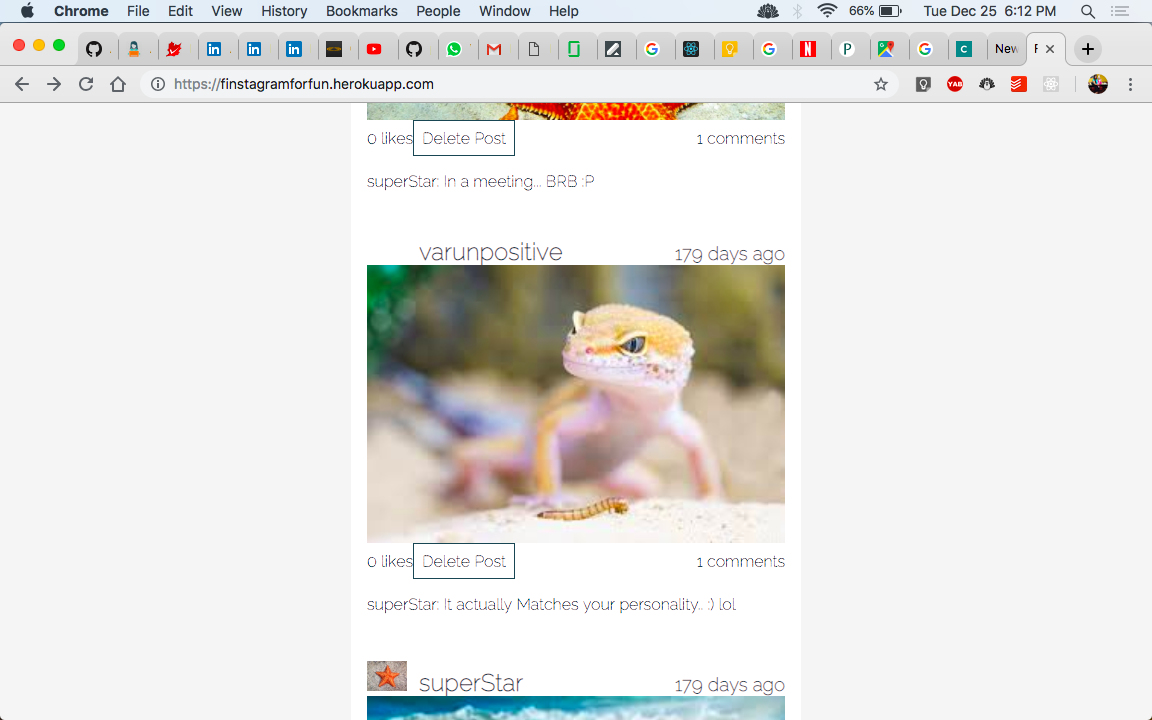 Chrome File Edit View History Bookmarks People Window Help 66% Tue Dec 25 6:12 PM
YAB
https://finstagramforfun.herokuapp.com
0 likes Delete Post 1 comments
superStar: In a meeting... BRB :P
varunpositive 179 days ago
0 likes Delete Post 1 comments
superStar: It actually Matches your personality.. :) lol
superStar 179 days ago